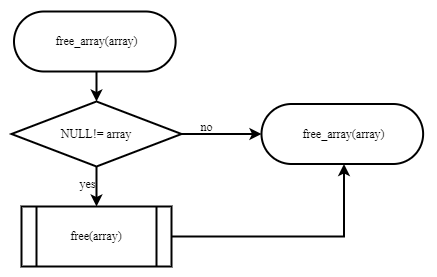 free_array(array)
NULL!= array
no
free_array(array)
yes
free(array)